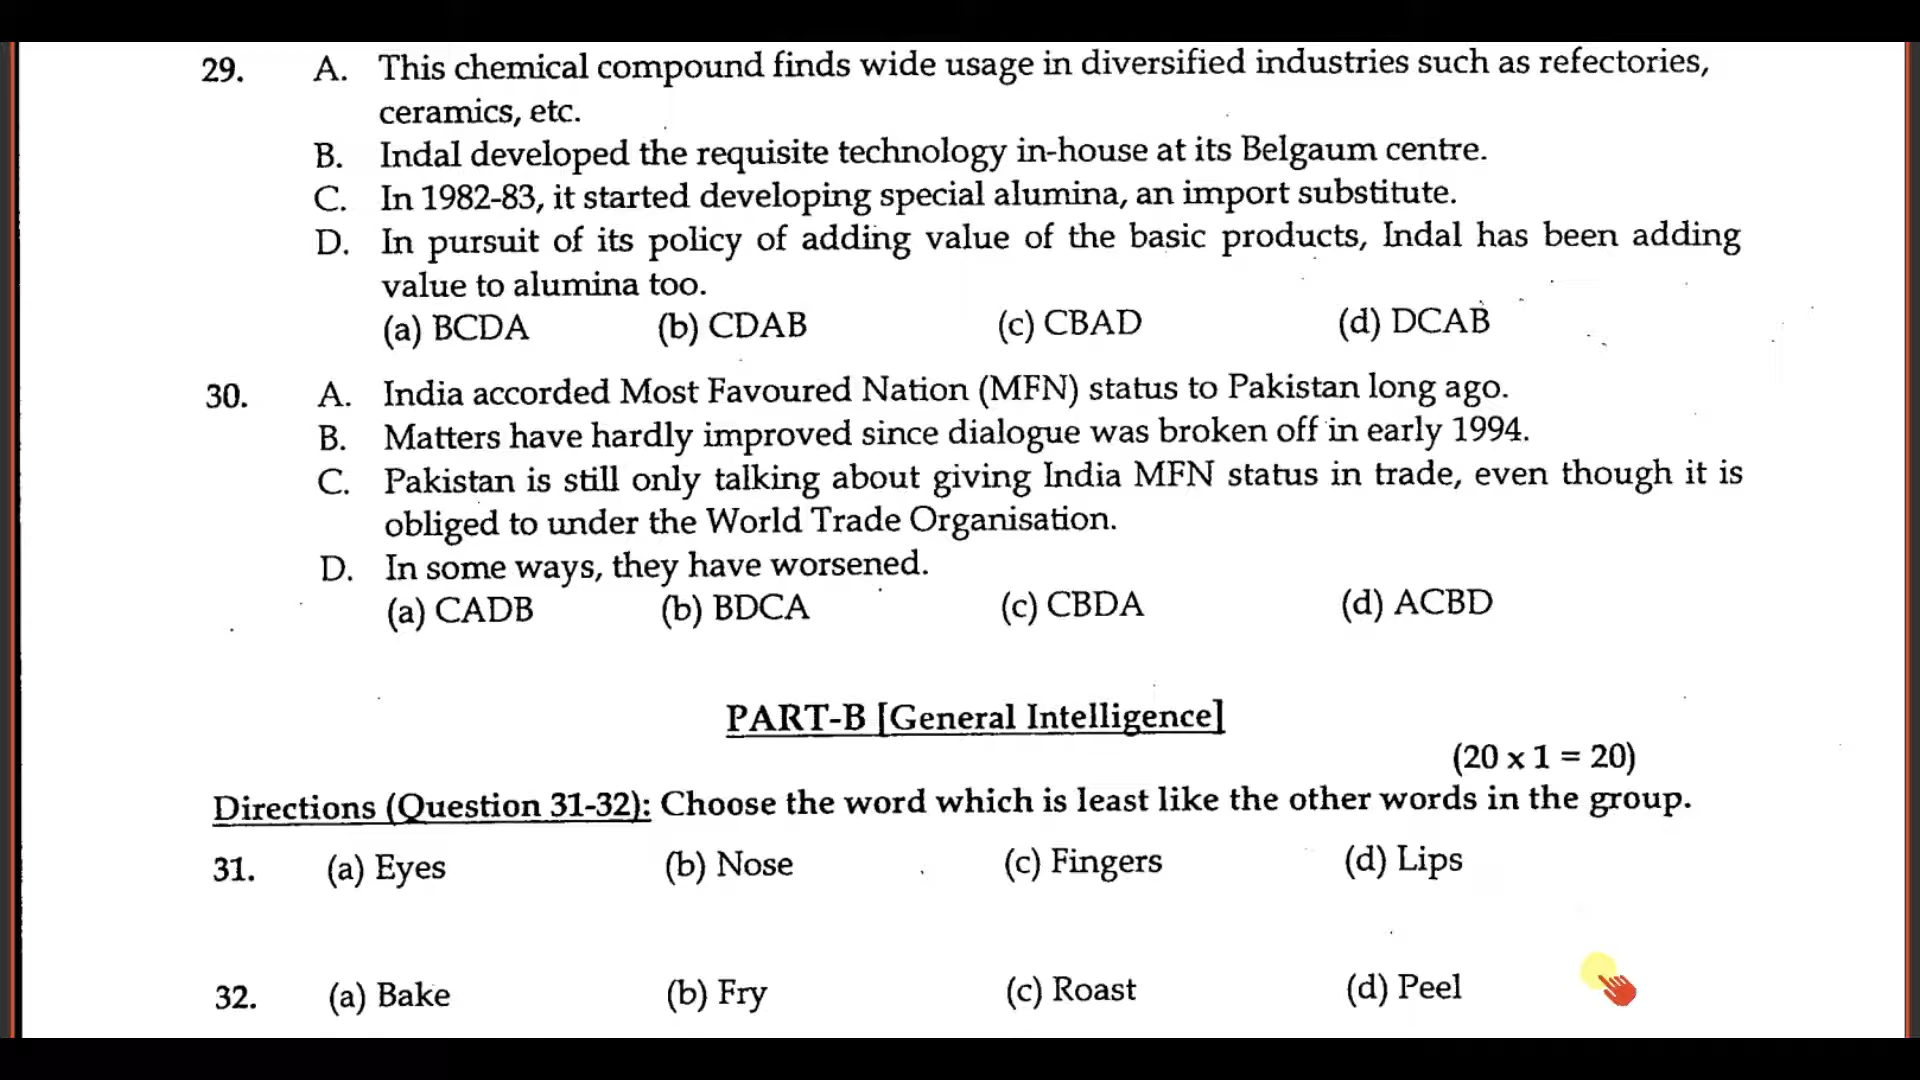 29. A. This chemical compound finds wide usage in diversified industries such as refectories,
ceramics, etc.
B. Indal developed the requisite technology in-house at its Belgaum centre.
C. In 1982-83, it started developing special alumina, an import substitute.
D. In pursuit of its policy of adding value of the basic products, Indal has been adding
value to alumina too.
(a) BCDA (b) CDAB (c) CBAD (d) DCAB
30. A. India accorded Most Favoured Nation (MFN) status to Pakistan long ago.
B. Matters have hardly improved since dialogue was broken off in early 1994.
C. Pakistan is still only talking about giving India MFN status in trade, even though it is
obliged to under the World Trade Organisation.
D. In some ways, they have worsened.
(a) CADB (b) BDCA (c) CBDA (d) ACBD
PART-B [General Intelligence]
(20 x 1 = 20)
Directions (Question 31-32): Choose the word which is least like the other words in the group.
31. (a) Eyes (b) Nose (c) Fingers (d) Lips
32. (a) Bake (b) Fry (c) Roast (d) Peel